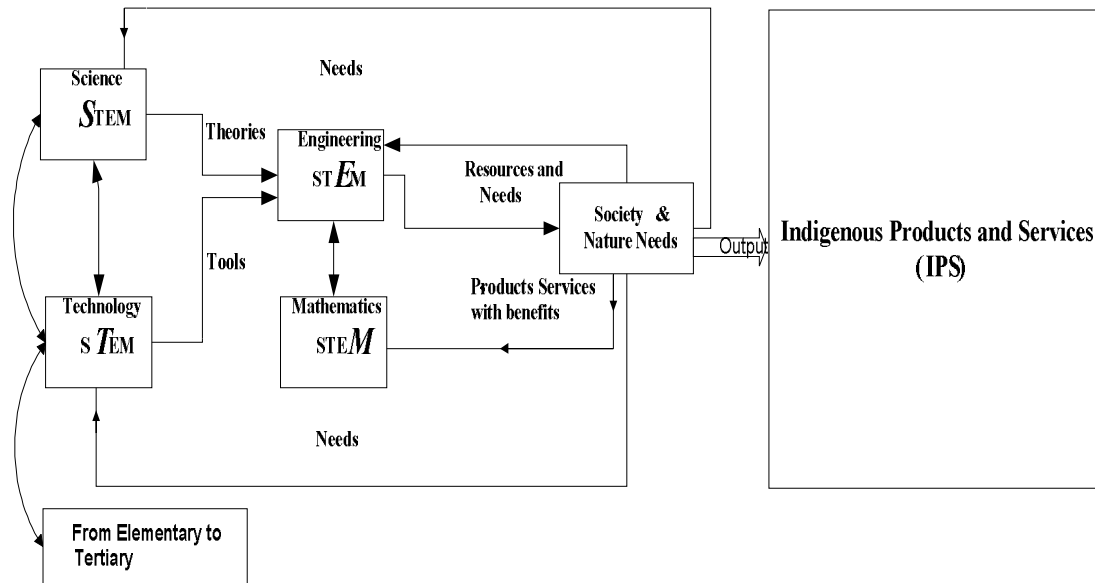 Needs
Science
STEM
Theories
Engineering
STEM
Resources and
Needs
Society &
Nature Needs
Output
Indigenous Products and Services
(IPS)
Tools
Technology
S TEM
Mathematics
STEM
Products Services
with benefits
Needs
From Elementary to
Tertiary